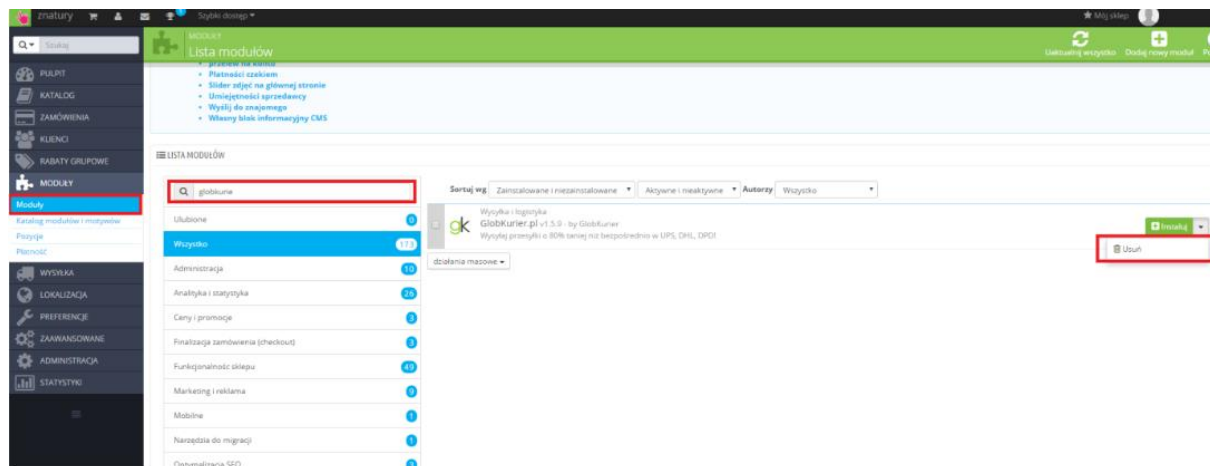 znatury
Szybki dostęp
Mój sklep
Szukaj
MODUŁY
Lista modułów
Uaktualnij wszystko
Dodaj nowy moduł
PULPIT
KATALOG
ZAMÓWIENIA
KLIENCI
RABATY GRUPOWE
MODUŁY
Moduły
Katalog modułów i motywów
Pozycje
Płatność
WYSYŁKA
LOKALIZACJA
PREFERENCJE
ZAAWANSOWANE
ADMINISTRACJA
STATYSTYKI
Płatności czekiem
Slider zdjęć na głównej stronie
Umiejętności sprzedawcy
Wyślij do znajomego
Własny blok informacyjny CMS
LISTA MODUŁÓW
Ulubione 0
Wszystko 173
Administracja 10
Analityka i statystyka 26
Ceny i promocje 3
Finalizacja zamówienia (checkout) 3
Funkcjonalność sklepu 49
Marketing i reklama 9
Mobilne 1
Narzędzia do migracji 1
Optymalizacja SEO
Sortuj wg Zainstalowane i niezainstalowane Aktywne i nieaktywne Autorzy Wszystko
gk
Wysyłka i logistyka
GlobKurier.pl v1.5.9 - by GlobKurier
Wysyłaj przesyłki o 80% taniej niż bezpośrednio w UPS, DHL, DPD!
Instaluj
Usuń
działania masowe